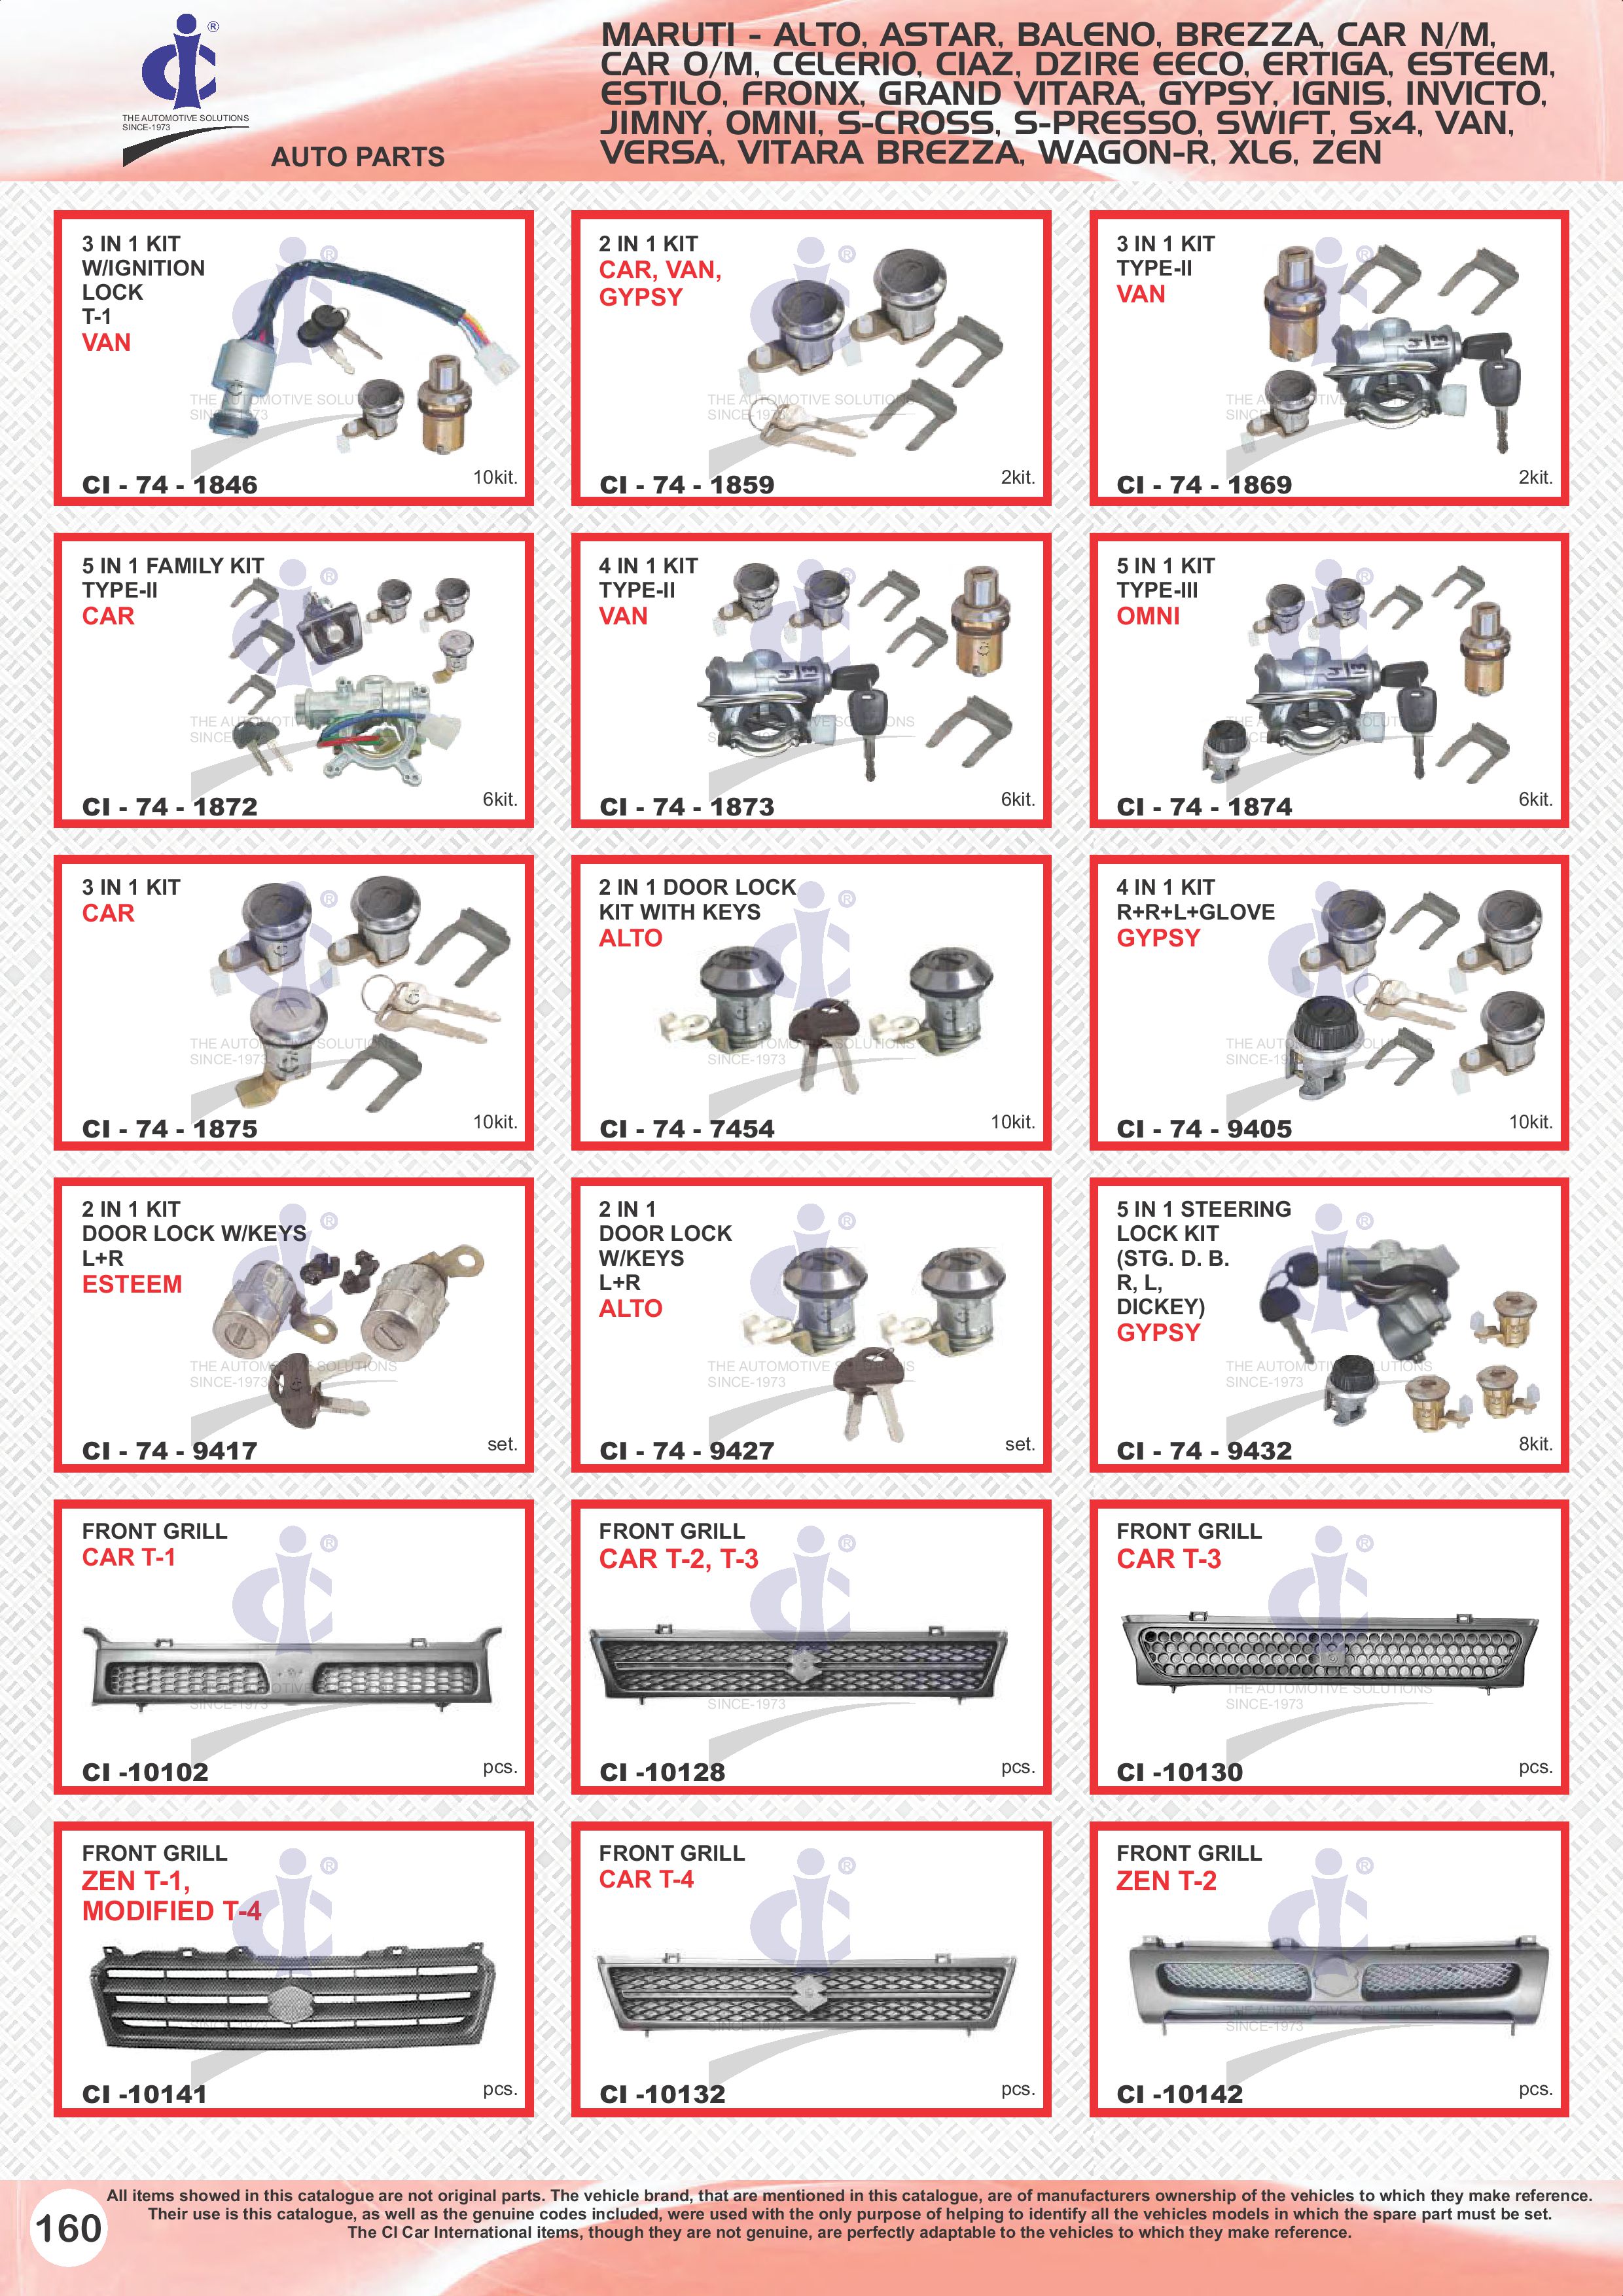 ®
THE AUTOMOTIVE SOLUTIONS
SINCE-1973
AUTO PARTS
MARUTI - ALTO, ASTAR, BALENO, BREZZA, CAR N/M,
CAR O/M, CELERIO, CIAZ, DZIRE EECO, ERTIGA, ESTEEM,
ESTILO, FRONX, GRAND VITARA, GYPSY, IGNIS, INVICTO,
JIMNY, OMNI, S-CROSS, S-PRESSO, SWIFT, Sx4, VAN,
VERSA, VITARA BREZZA, WAGON-R, XL6, ZEN
3 IN 1 KIT
W/IGNITION
LOCK
T-1
VAN
CI - 74 - 1846
10kit.
2 IN 1 KIT
CAR, VAN,
GYPSY
CI - 74 - 1859
2kit.
3 IN 1 KIT
TYPE-II
VAN
CI - 74 - 1869
2kit.
5 IN 1 FAMILY KIT
TYPE-II
CAR
CI - 74 - 1872
6kit.
4 IN 1 KIT
TYPE-II
VAN
CI - 74 - 1873
6kit.
5 IN 1 KIT
TYPE-III
OMNI
CI - 74 - 1874
6kit.
3 IN 1 KIT
CAR
CI - 74 - 1875
10kit.
2 IN 1 DOOR LOCK
KIT WITH KEYS
ALTO
CI - 74 - 7454
10kit.
4 IN 1 KIT
R+R+L+GLOVE
GYPSY
CI - 74 - 9405
10kit.
2 IN 1 KIT
DOOR LOCK W/KEYS
L+R
ESTEEM
CI - 74 - 9417
set.
2 IN 1
DOOR LOCK
W/KEYS
L+R
ALTO
CI - 74 - 9427
set.
5 IN 1 STEERING
LOCK KIT
(STG. D. B.
R, L,
DICKEY)
GYPSY
CI - 74 - 9432
8kit.
FRONT GRILL
CAR T-1
CI -10102
pcs.
FRONT GRILL
CAR T-2, T-3
CI -10128
pcs.
FRONT GRILL
CAR T-3
CI -10130
pcs.
FRONT GRILL
ZEN T-1,
MODIFIED T-4
CI -10141
pcs.
FRONT GRILL
CAR T-4
CI -10132
pcs.
FRONT GRILL
ZEN T-2
CI -10142
pcs.
160
All items showed in this catalogue are not original parts. The vehicle brand, that are mentioned in this catalogue, are of manufacturers ownership of the vehicles to which they make reference.
Their use is this catalogue, as well as the genuine codes included, were used with the only purpose of helping to identify all the vehicles models in which the spare part must be set.
The CI Car International items, though they are not genuine, are perfectly adaptable to the vehicles to which they make reference.